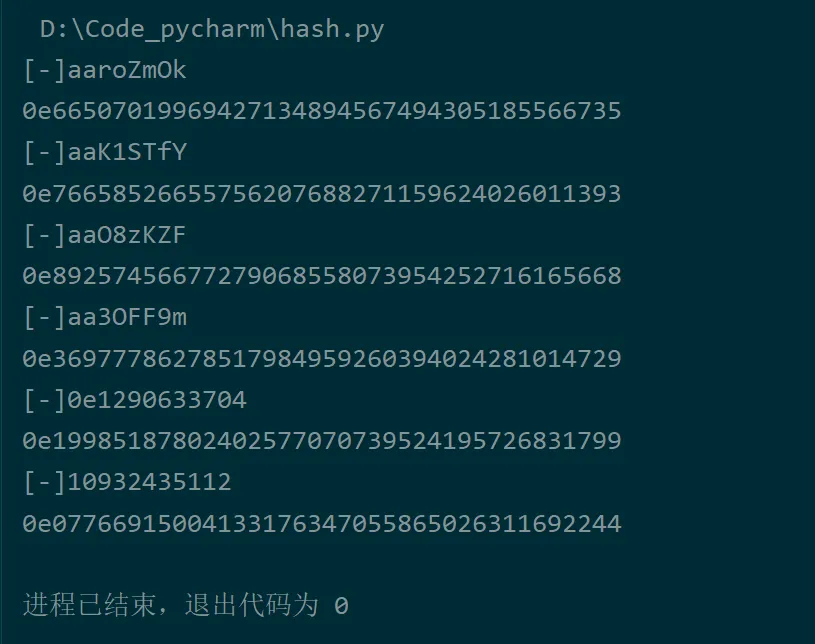 D:\Code_pycharm\hash.py
[-]aaroZmOk
0e66507019969427134894567494305185566735
[-]aaK1STfY
0e76658526655756207688271159624026011393
[-]aaO8zKZF
0e89257456677279068558073954252716165668
[-]aa3OFF9m
0e36977786278517984959260394024281014729
[-]0e1290633704
0e19985187802402577070739524195726831799
[-]10932435112
0e07766915004133176347055865026311692244
进程已结束，退出代码为 0